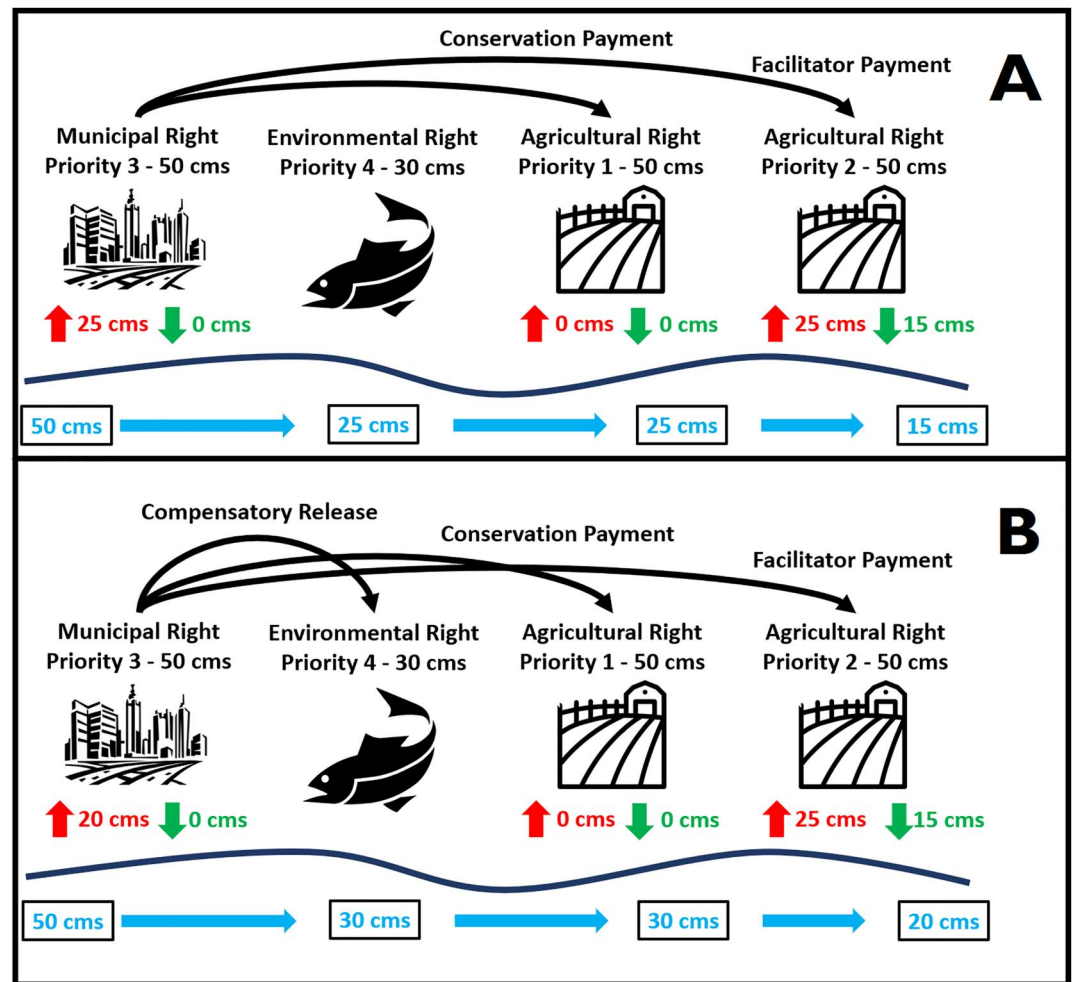 Conservation Payment
Facilitator Payment
A
Municipal Right
Priority 3 - 50 cms
Environmental Right
Priority 4 - 30 cms
Agricultural Right
Priority 1 - 50 cms
Agricultural Right
Priority 2 - 50 cms
25 cms
0 cms
0 cms
0 cms
25 cms
15 cms
50 cms
25 cms
25 cms
15 cms
Compensatory Release
Conservation Payment
Facilitator Payment
B
Municipal Right
Priority 3 - 50 cms
Environmental Right
Priority 4 - 30 cms
Agricultural Right
Priority 1 - 50 cms
Agricultural Right
Priority 2 - 50 cms
20 cms
0 cms
0 cms
0 cms
25 cms
15 cms
50 cms
30 cms
30 cms
20 cms